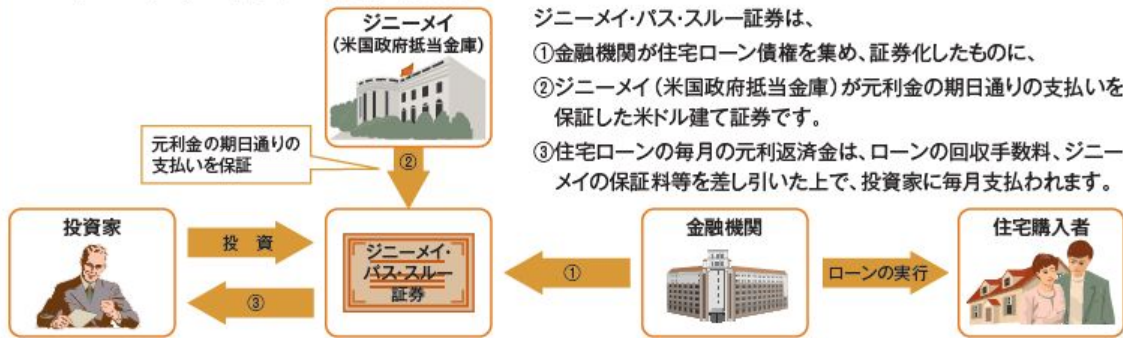 ジニーメイ
(米国政府抵当金庫)
ジニーメイ・パス・スルー証券は、
①金融機関が住宅ローン債権を集め、証券化したものに、
②ジニーメイ(米国政府抵当金庫)が元利金の期日通りの支払いを
保証した米ドル建て証券です。
③住宅ローンの毎月の元利返済金は、ローンの回収手数料、ジニー
メイの保証料等を差し引いた上で、投資家に毎月支払われます。
元利金の期日通りの
支払いを保証
②
投資家
投 資
③
ジニーメイ・
パス・スルー
証券
①
金融機関
ローンの実行
住宅購入者